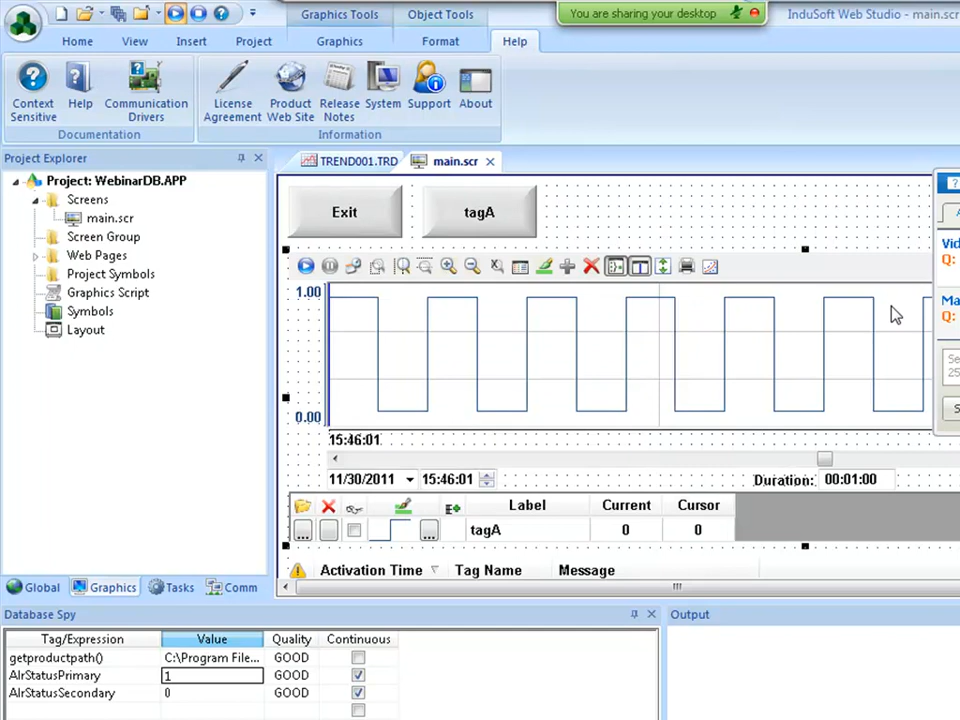 You are sharing your desktop
InduSoft Web Studio - main.scr
Graphics Tools
Object Tools
Home
View
Insert
Project
Graphics
Format
Help
Context Sensitive
Help
Communication Drivers
License Agreement
Product Web Site
Release Notes
System
Support
About
Documentation
Information
Project Explorer
TREND001.TRD
main.scr
Project: WebinarDB.APP
Screens
main.scr
Screen Group
Web Pages
Project Symbols
Graphics Script
Symbols
Layout
Exit
tagA
1.00
0.00
15:46:01
11/30/2011
15:46:01
Duration: 00:01:00
Label Current Cursor
tagA 0 0
Activation Time Tag Name Message
Vid
Q:
Ma
Q:
Se
25
S
Global
Graphics
Tasks
Comm
Database Spy
Output
Tag/Expression Value Quality Continuous
getproductpath() C:\Program File... GOOD
AlrStatusPrimary 1 GOOD
AlrStatusSecondary 0 GOOD